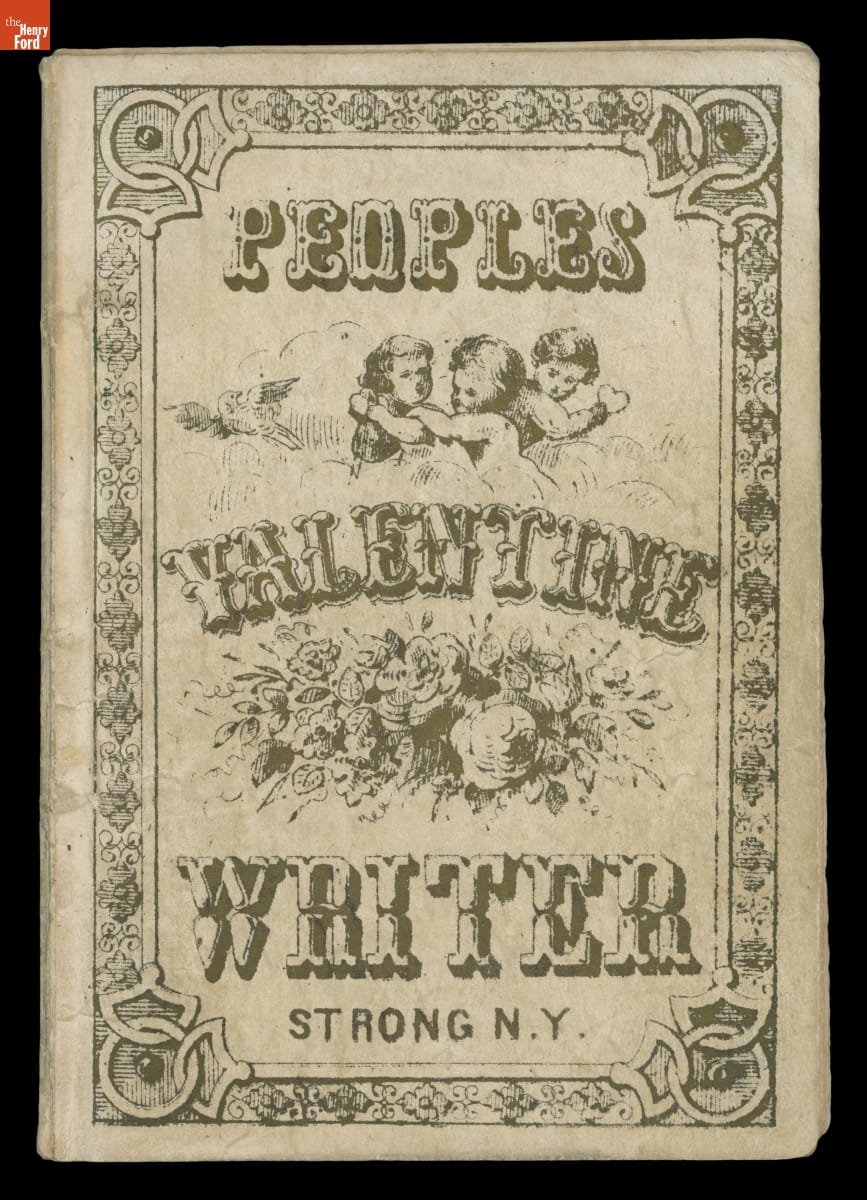 the
Henry
Ford
PEOPLES
VALENTINE
WRITER
STRONG N.Y.